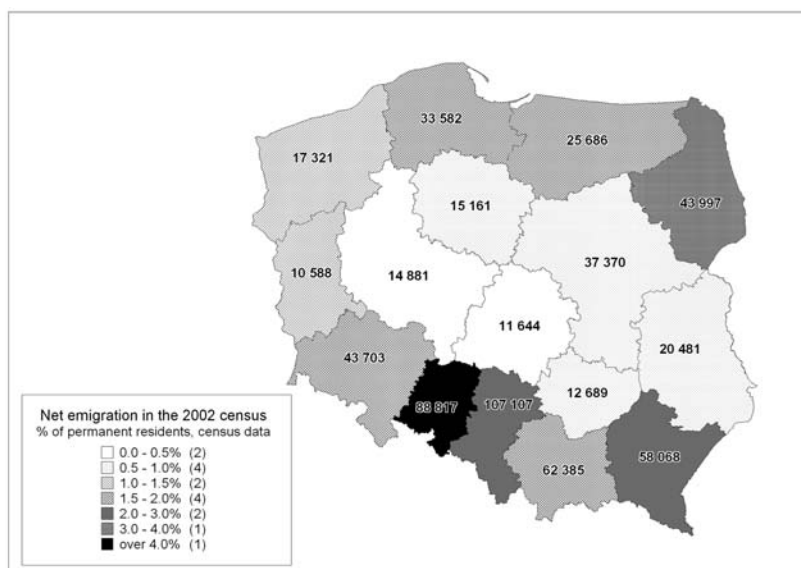 33 582
25 686
17 321
43 997
15 161
37 370
10 588
14 881
11 644
20 481
43 703
12 689
88 817
107 107
58 068
62 385
Net emigration in the 2002 census
% of permanent residents, census data
0.0 - 0.5% (2)
0.5 - 1.0% (4)
1.0 - 1.5% (2)
1.5 - 2.0% (4)
2.0 - 3.0% (2)
3.0 - 4.0% (1)
over 4.0% (1)